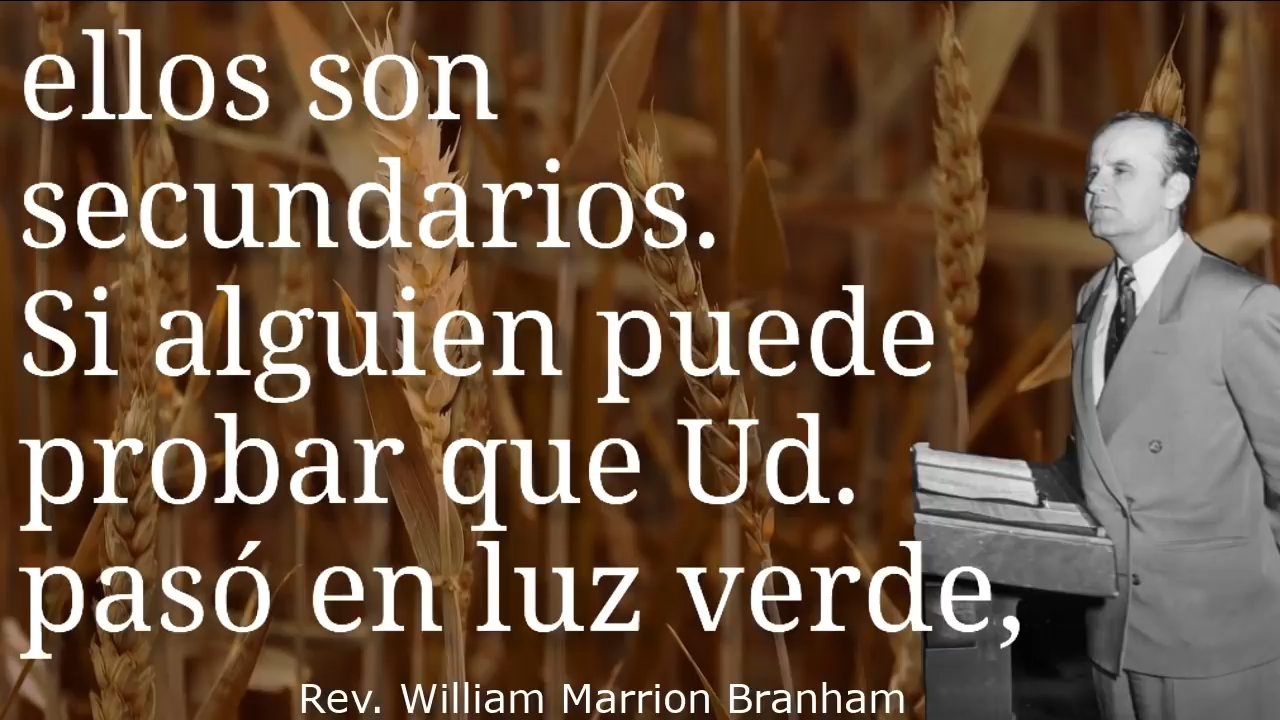 ellos son
secundarios.
Si alguien puede
probar que Ud.
pasó en luz verde,
Rev. William Marrion Branham